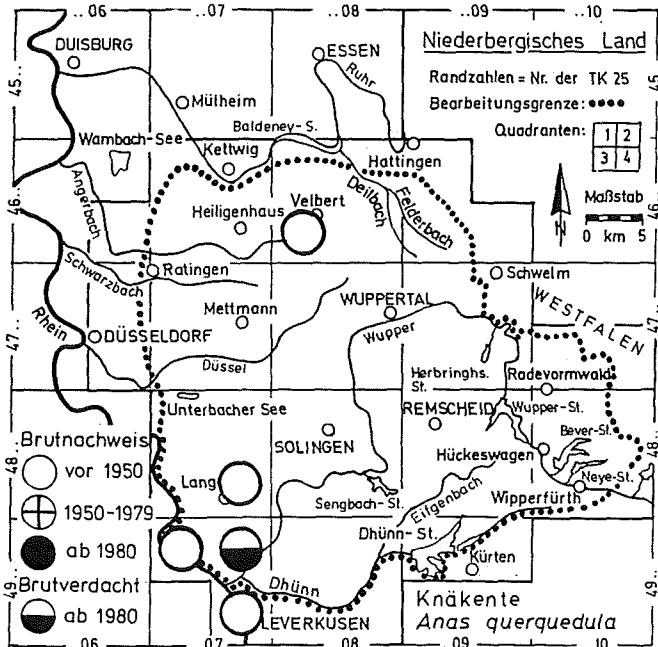 ..06
07
08
09
..10
DUISBURG
ESSEN
Niederbergisches Land
45..
45..
Ruhr
Randzahlen = Nr. der TK 25
Mülheim
Bearbeitungsgrenze:
Baldeney-S.
Quadranten:
1 2
3 4
Wambach-See
Kettwig
Hattingen
Angerbach
Deilbach
Felderbach
Maßstab
46..
46..
Heiligenhaus
Velbert
N
0 km 5
Schwarzbach
Ratingen
Schwelm
Mettmann
WUPPERTAL
WESTFALEN
Rhein
DÜSSELDORF
Wupper
47..
47..
Düssel
Herbringhs.
St.
Radevormwald
Unterbacher See
REMSCHEID
Wupper-St.
Brutnachweis
SOLINGEN
Bever-St.
vor 1950
Hückeswagen
48..
48..
Lang
Neye-St.
1950-1979
Sengbach-St.
Eifgenbach
Wipperfürth
ab 1980
Dhünn-St.
Brutverdacht
Dhünn
Kürten
49..
49..
ab 1980
LEVERKUSEN
Knäkente
Anas querquedula
..06
07
08
09
10